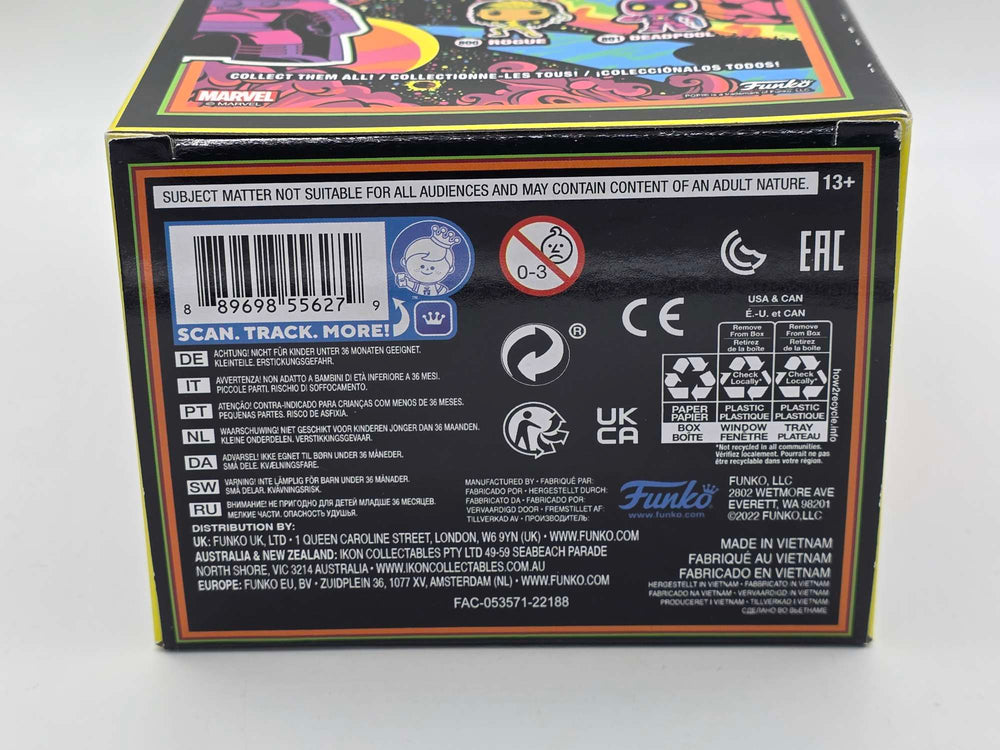 800 ROGUE
801 DEADPOOL
COLLECT THEM ALL! / COLLECTIONNE-LES TOUS! / ¡COLECCIÓNALOS TODOS!
MARVEL
© MARVEL
Funko
SUBJECT MATTER NOT SUITABLE FOR ALL AUDIENCES AND MAY CONTAIN CONTENT OF AN ADULT NATURE. 13+
8 89698 55627 9
SCAN. TRACK. MORE!
0-3
EAC
CE
®
UK CA
USA & CAN
É.-U. et CAN
Remove From Box
Retirez de la boîte
Remove From Box
Retirez de la boîte
Check Locally*
Check Locally*
PAPER PAPIER
PLASTIC PLASTIQUE
PLASTIC PLASTIQUE
BOX BOÎTE
WINDOW FENÊTRE
TRAY PLATEAU
*Not recycled in all communities.
Vérifiez localement. Pourrait ne pas
être recyclable dans votre région.
how2recycle.info
DE ACHTUNG! NICHT FÜR KINDER UNTER 36 MONATEN GEEIGNET.
KLEINTEILE. ERSTICKUNGSGEFAHR.
IT AVVERTENZA! NON ADATTO A BAMBINI DI ETÀ INFERIORE A 36 MESI.
PICCOLE PARTI. RISCHIO DI SOFFOCAMENTO.
PT ATENÇÃO! CONTRA-INDICADO PARA CRIANÇAS COM MENOS DE 36 MESES.
PEQUENAS PARTES. RISCO DE ASFIXIA.
NL WAARSCHUWING! NIET GESCHIKT VOOR KINDEREN JONGER DAN 36 MAANDEN.
KLEINE ONDERDELEN. VERSTIKKINGSGEVAAR.
DA ADVARSEL! IKKE EGNET TIL BØRN UNDER 36 MÅNEDER.
SMÅ DELE. KVÆLNINGSFARE.
SW VARNING! INTE LÄMPLIG FÖR BARN UNDER 36 MÅNADER.
SMÅ DELAR. KVÄVNINGSRISK.
RU ВНИМАНИЕ! НЕ ПРИГОДНО ДЛЯ ДЕТЕЙ МЛАДШЕ 36 МЕСЯЦЕВ.
МЕЛКИЕ ЧАСТИ. ОПАСНОСТЬ УДУШЬЯ.
MANUFACTURED BY • FABRIQUÉ PAR:
FABRICADO POR • HERGESTELLT DURCH:
FABBRICATO DA • FABRICADO POR:
VERVAARDIGD DOOR • FREMSTILLET AF:
TILLVERKAD AV • ПРОИЗВОДИТЕЛЬ:
Funko
www.funko.com
FUNKO, LLC
2802 WETMORE AVE
EVERETT, WA 98201
©2022 FUNKO, LLC
DISTRIBUTION BY:
UK: FUNKO UK, LTD • 1 QUEEN CAROLINE STREET, LONDON, W6 9YN (UK) • WWW.FUNKO.COM
AUSTRALIA & NEW ZEALAND: IKON COLLECTABLES PTY LTD 49-59 SEABEACH PARADE
NORTH SHORE, VIC 3214 AUSTRALIA • WWW.IKONCOLLECTABLES.COM.AU
EUROPE: FUNKO EU, BV • ZUIDPLEIN 36, 1077 XV, AMSTERDAM (NL) • WWW.FUNKO.COM
FAC-053571-22188
MADE IN VIETNAM
FABRIQUÉ AU VIETNAM
FABRICADO EN VIETNAM
HERGESTELLT IN VIETNAM • FABBRICATO IN VIETNAM
FABRICADO NA VIETNAM • VERVAARDIGD IN VIETNAM
PRODUCERET I VIETNAM • TILLVERKAD I VIETNAM
СДЕЛАНО ВО ВЬЕТНАМЕ